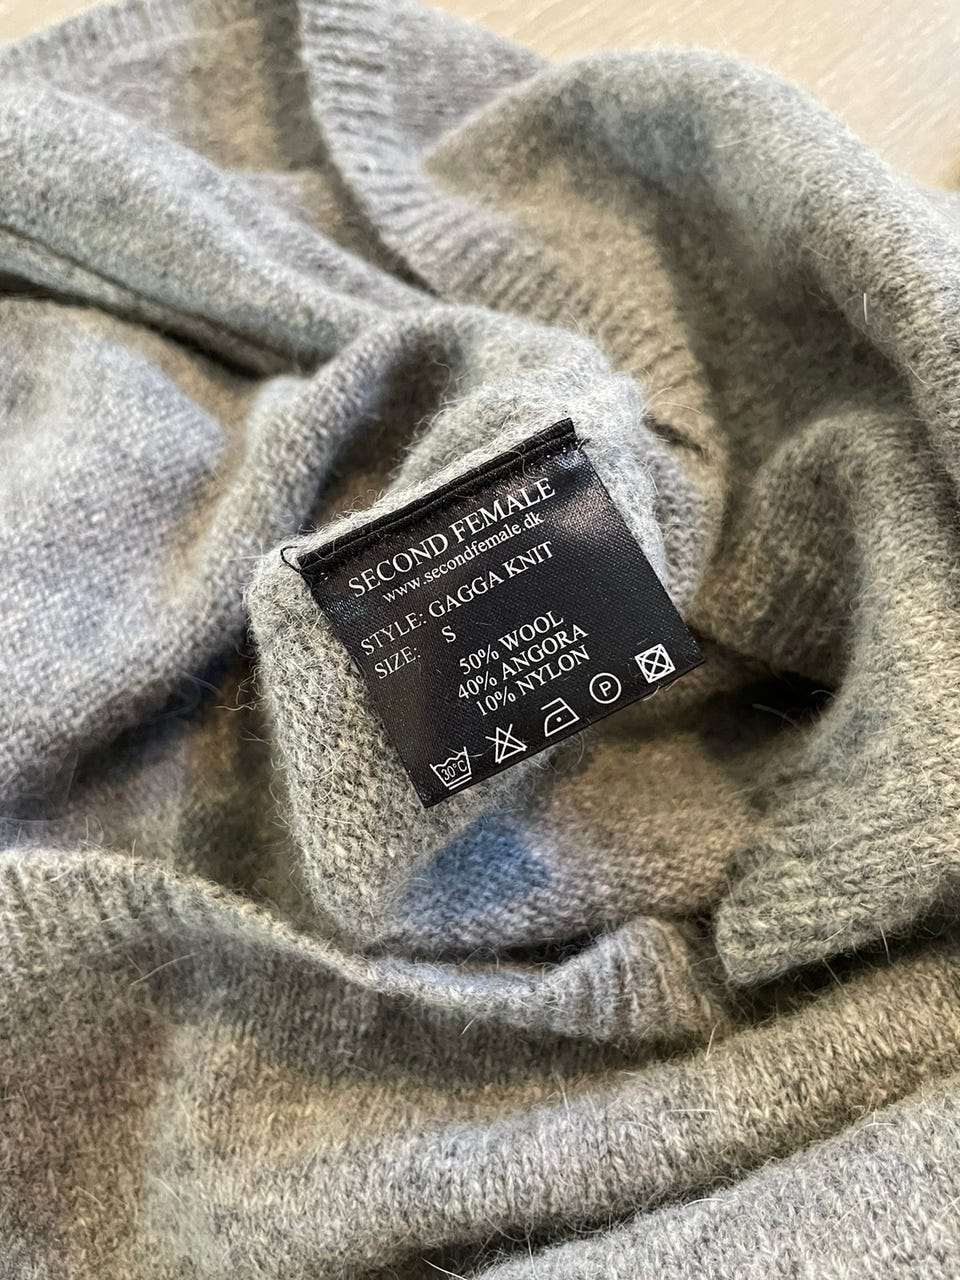 SECOND FEMALE
www.secondfemale.dk
STYLE: GAGGA KNIT
SIZE: S
50% WOOL
40% ANGORA
10% NYLON
30°C P